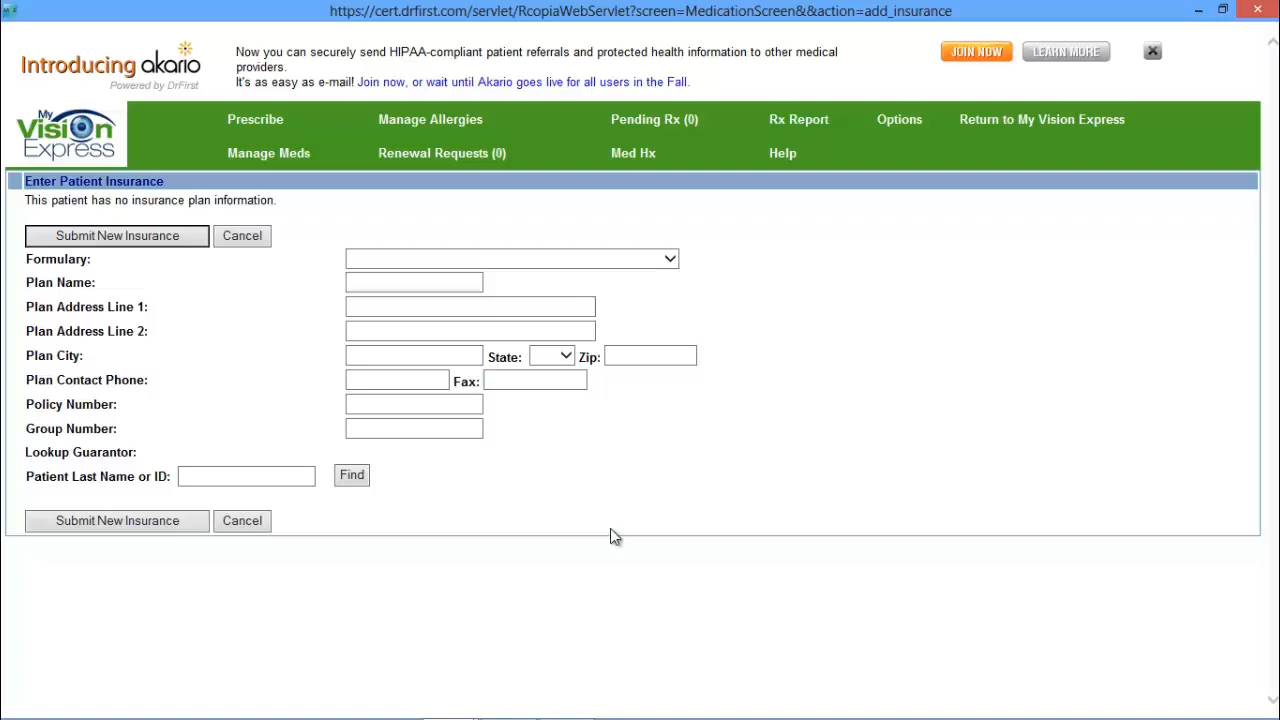 https://cert.drfirst.com/servlet/RcopiaWebServlet?screen=MedicationScreen&&action=add_insurance
Introducing akario
Powered by DrFirst
Now you can securely send HIPAA-compliant patient referrals and protected health information to other medical
providers.
It's as easy as e-mail! Join now, or wait until Akario goes live for all users in the Fall.
JOIN NOW LEARN MORE
My
Vision
Express
Prescribe Manage Allergies Pending Rx (0) Rx Report Options Return to My Vision Express
Manage Meds Renewal Requests (0) Med Hx Help
Enter Patient Insurance
This patient has no insurance plan information.
Submit New Insurance Cancel
Formulary:
Plan Name:
Plan Address Line 1:
Plan Address Line 2:
Plan City: State: Zip:
Plan Contact Phone: Fax:
Policy Number:
Group Number:
Lookup Guarantor:
Patient Last Name or ID: Find
Submit New Insurance Cancel